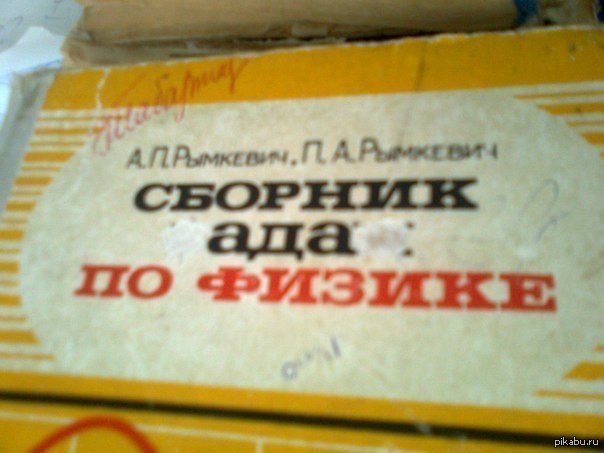 А.П.Рымкевич, П.А.Рымкевич
СБОРНИК
ада
ПО ФИЗИКЕ
pikabu.ru